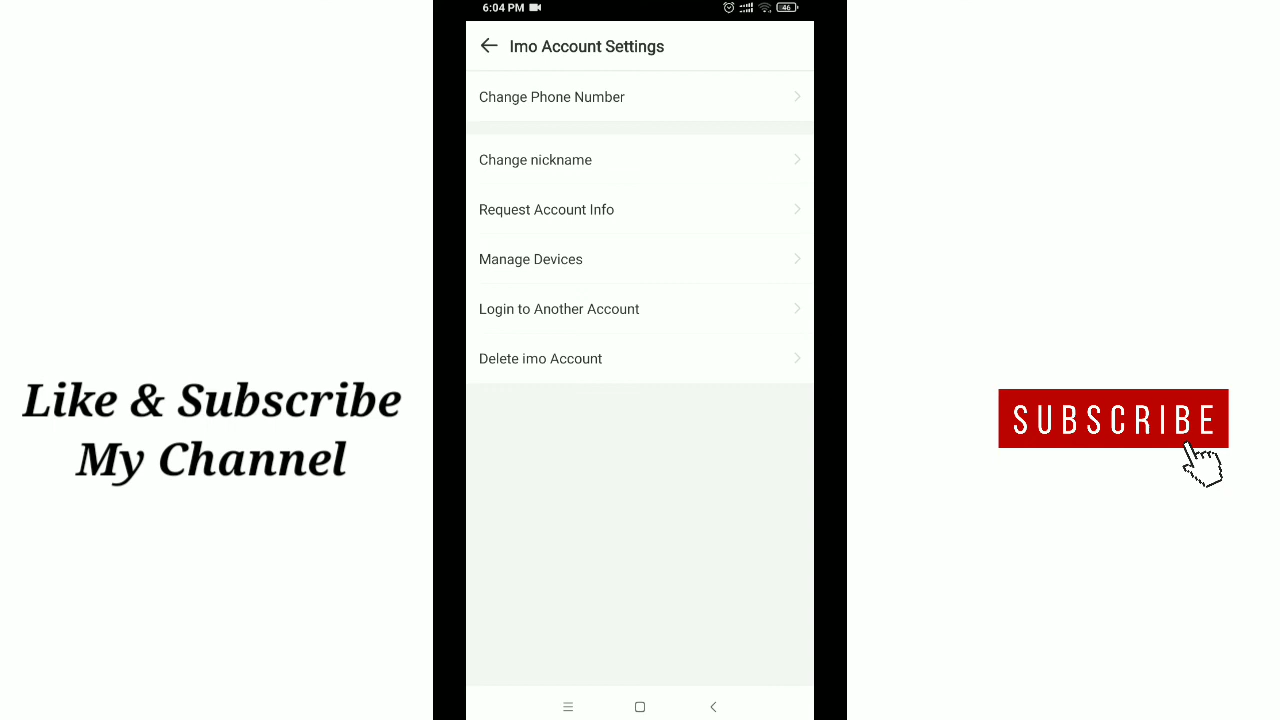 6:04 PM
46
Imo Account Settings
Change Phone Number
Change nickname
Request Account Info
Manage Devices
Login to Another Account
Delete imo Account
Like & Subscribe
My Channel
SUBSCRIBE